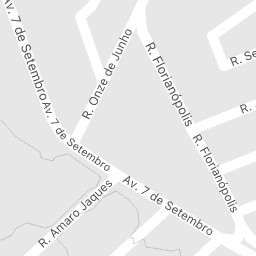 Av. 7 de Setembro
R. Onze de Junho
R. Florianópolis
R. Se
Av. 7 de Setembro
R.
R. Florianópolis
R. Amaro Jaques
Av. 7 de Setembro
R.